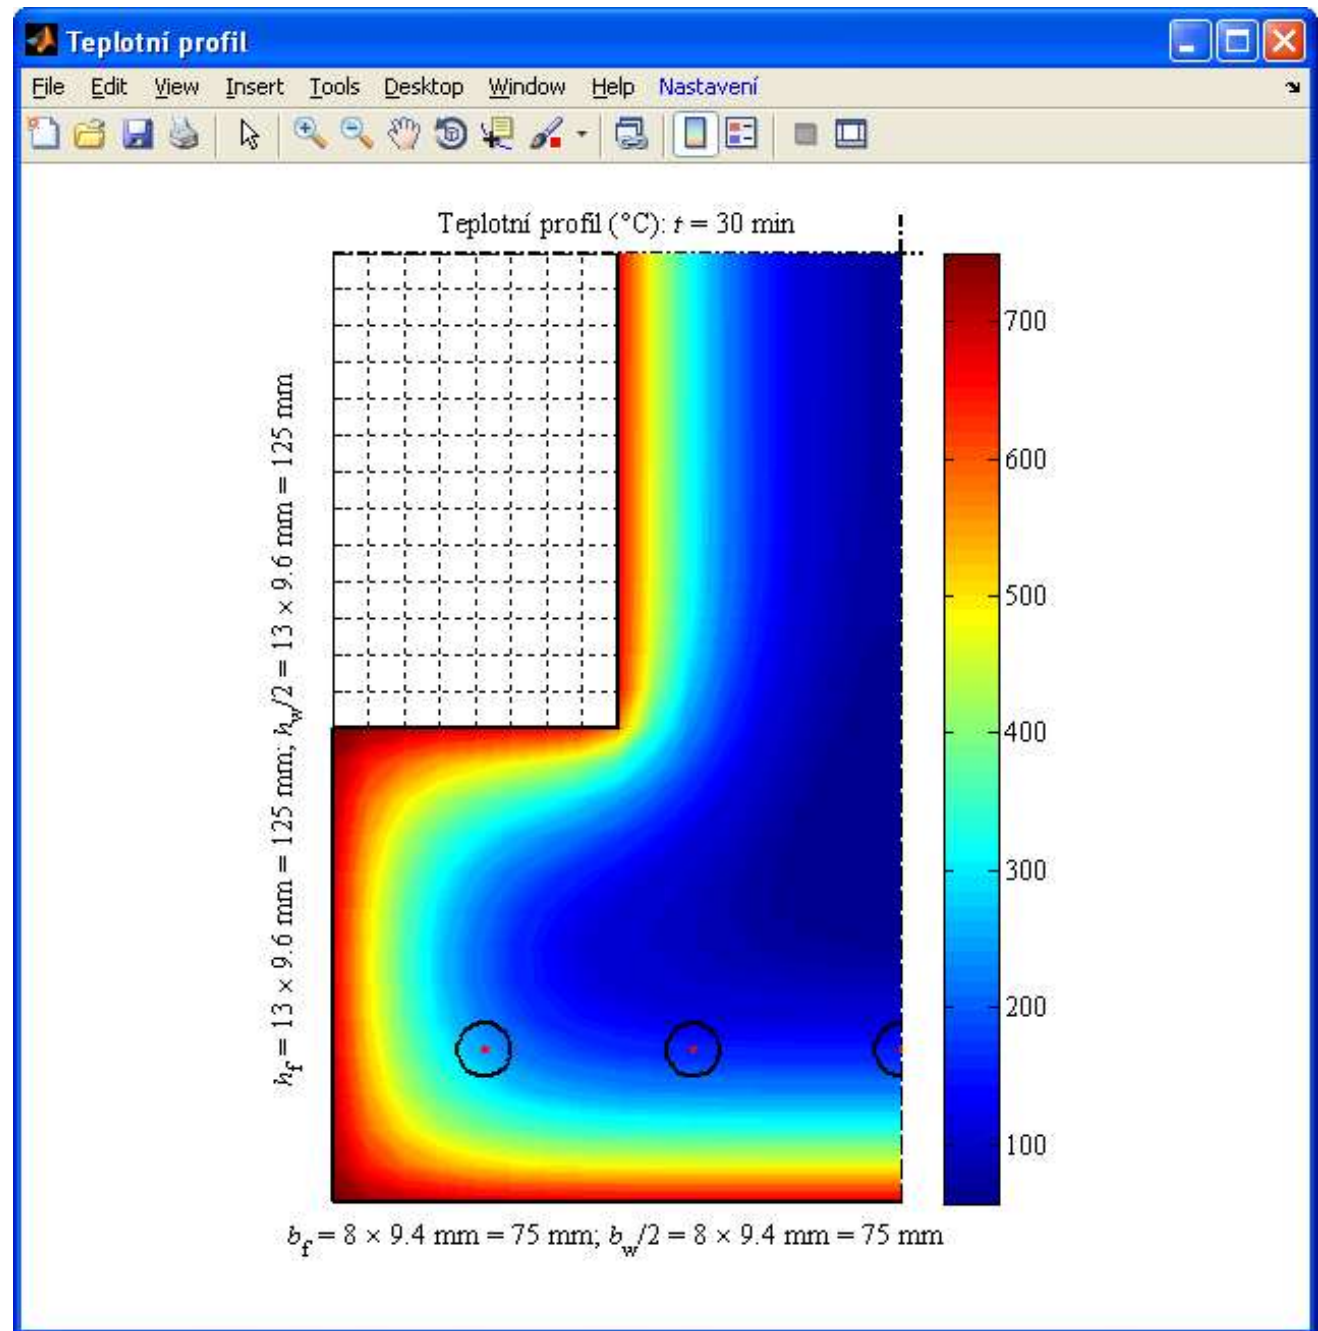 Teplotní profil
File Edit View Insert Tools Desktop Window Help Nastavení
Teplotní profil (°C): t = 30 min
h_f = 13 × 9.6 mm = 125 mm; h_w/2 = 13 × 9.6 mm = 125 mm
700
600
500
400
300
200
100
b_f = 8 × 9.4 mm = 75 mm; b_w/2 = 8 × 9.4 mm = 75 mm